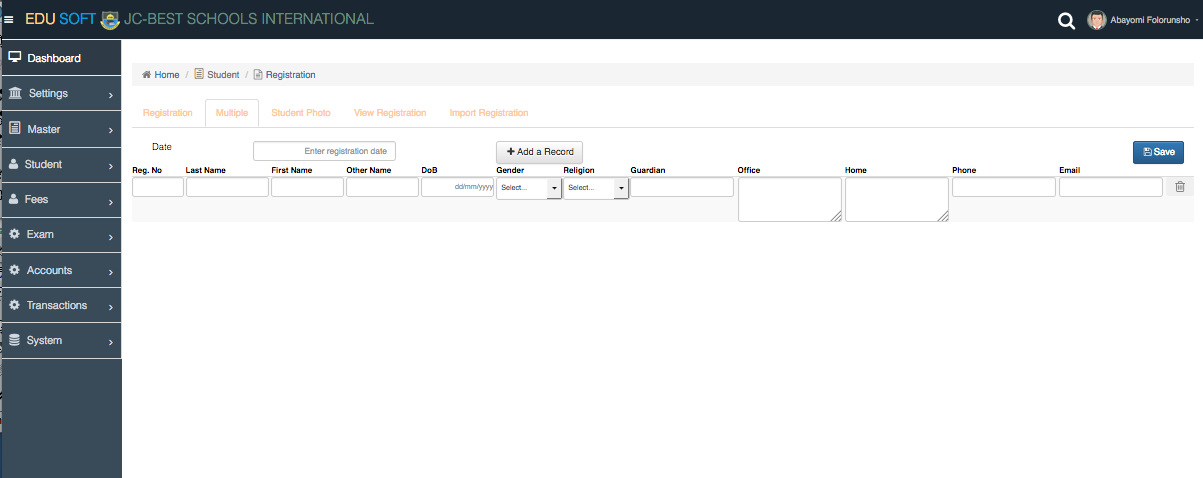 EDU SOFT JC-BEST SCHOOLS INTERNATIONAL
Abayomi Folorunsho
Dashboard
Settings
Master
Student
Fees
Exam
Accounts
Transactions
System
Home / Student / Registration
Registration Multiple Student Photo View Registration Import Registration
Date Enter registration date + Add a Record Save
Reg. No Last Name First Name Other Name DoB Gender Religion Guardian Office Home Phone Email
dd/mm/yyyy Select... Select...